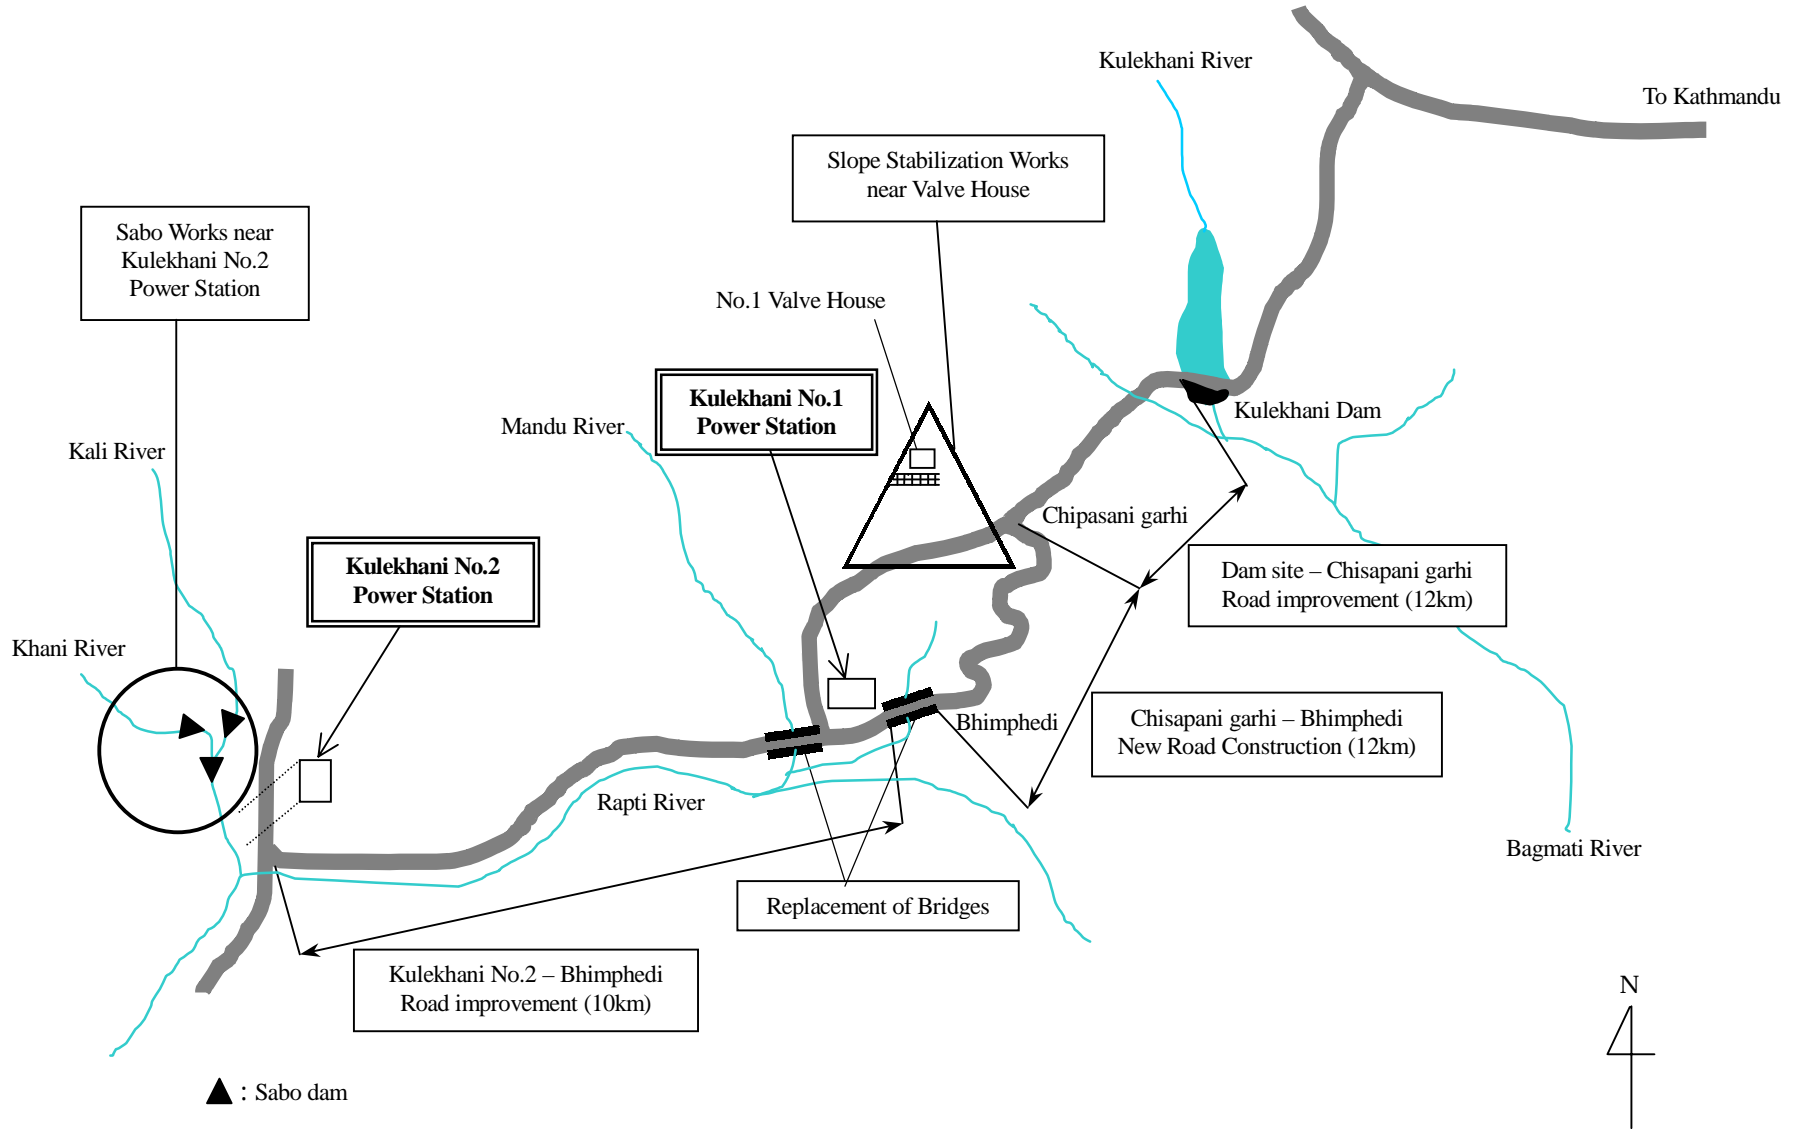 Kulekhani River
To Kathmandu
Slope Stabilization Works
near Valve House
Sabo Works near
Kulekhani No.2
Power Station
No.1 Valve House
Kulekhani No.1
Power Station
Kulekhani Dam
Mandu River
Kali River
Chipasani garhi
Kulekhani No.2
Power Station
Dam site – Chisapani garhi
Road improvement (12km)
Khani River
Bhimphedi
Chisapani garhi – Bhimphedi
New Road Construction (12km)
Rapti River
Bagmati River
Replacement of Bridges
Kulekhani No.2 – Bhimphedi
Road improvement (10km)
N
: Sabo dam